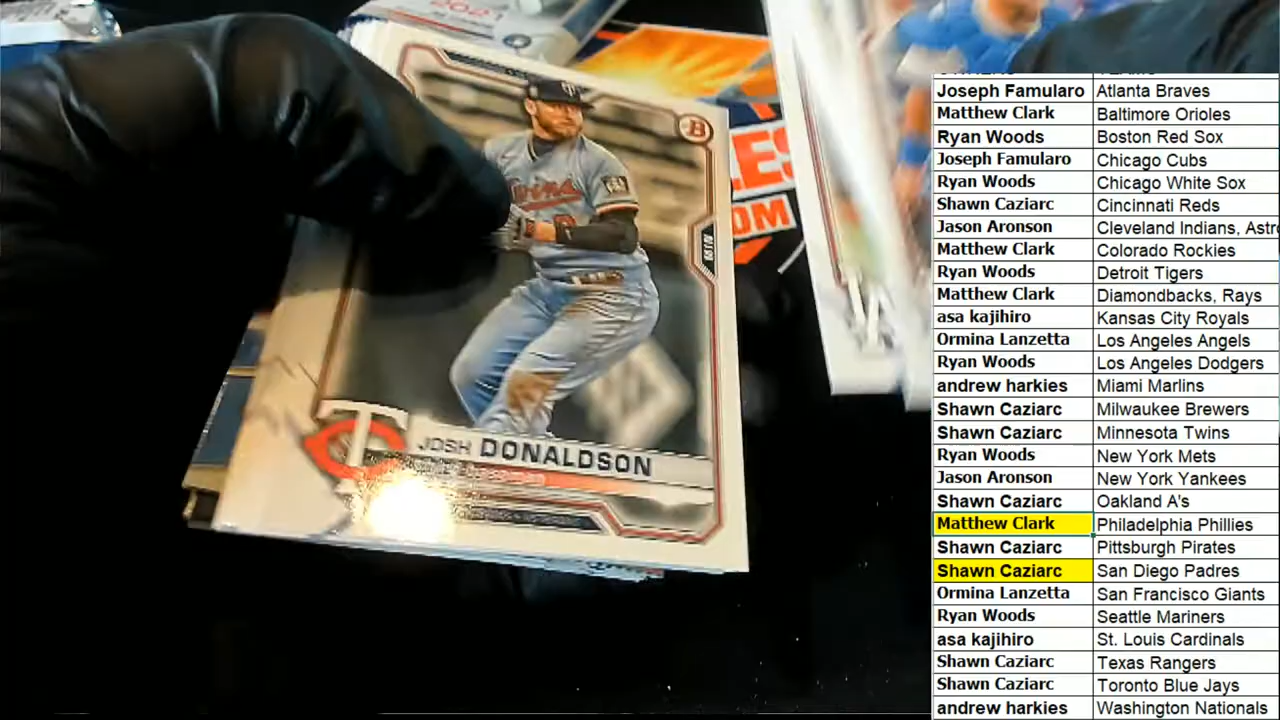 2021
B
Twins
MIN
LES
OM
JOSH DONALDSON
Joseph Famularo Atlanta Braves
Matthew Clark Baltimore Orioles
Ryan Woods Boston Red Sox
Joseph Famularo Chicago Cubs
Ryan Woods Chicago White Sox
Shawn Caziarc Cincinnati Reds
Jason Aronson Cleveland Indians, Astr
Matthew Clark Colorado Rockies
Ryan Woods Detroit Tigers
Matthew Clark Diamondbacks, Rays
asa kajihiro Kansas City Royals
Ormina Lanzetta Los Angeles Angels
Ryan Woods Los Angeles Dodgers
andrew harkies Miami Marlins
Shawn Caziarc Milwaukee Brewers
Shawn Caziarc Minnesota Twins
Ryan Woods New York Mets
Jason Aronson New York Yankees
Shawn Caziarc Oakland A's
Matthew Clark Philadelphia Phillies
Shawn Caziarc Pittsburgh Pirates
Shawn Caziarc San Diego Padres
Ormina Lanzetta San Francisco Giants
Ryan Woods Seattle Mariners
asa kajihiro St. Louis Cardinals
Shawn Caziarc Texas Rangers
Shawn Caziarc Toronto Blue Jays
andrew harkies Washington Nationals